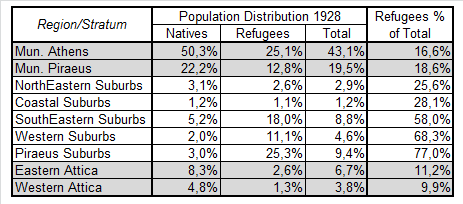 Region/Stratum Population Distribution 1928 Refugees % of Total
Natives Refugees Total
Mun. Athens 50,3% 25,1% 43,1% 16,6%
Mun. Piraeus 22,2% 12,8% 19,5% 18,6%
NorthEastern Suburbs 3,1% 2,6% 2,9% 25,6%
Coastal Suburbs 1,2% 1,1% 1,2% 28,1%
SouthEastern Suburbs 5,2% 18,0% 8,8% 58,0%
Western Suburbs 2,0% 11,1% 4,6% 68,3%
Piraeus Suburbs 3,0% 25,3% 9,4% 77,0%
Eastern Attica 8,3% 2,6% 6,7% 11,2%
Western Attica 4,8% 1,3% 3,8% 9,9%